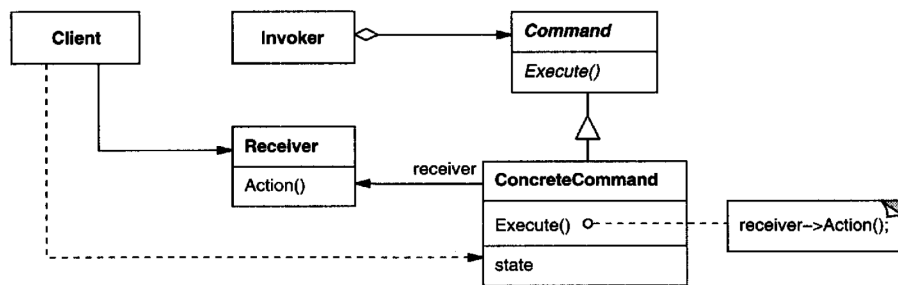 Client
Invoker
Command
Execute()
Receiver
Action()
receiver
ConcreteCommand
Execute()
receiver–>Action();
state